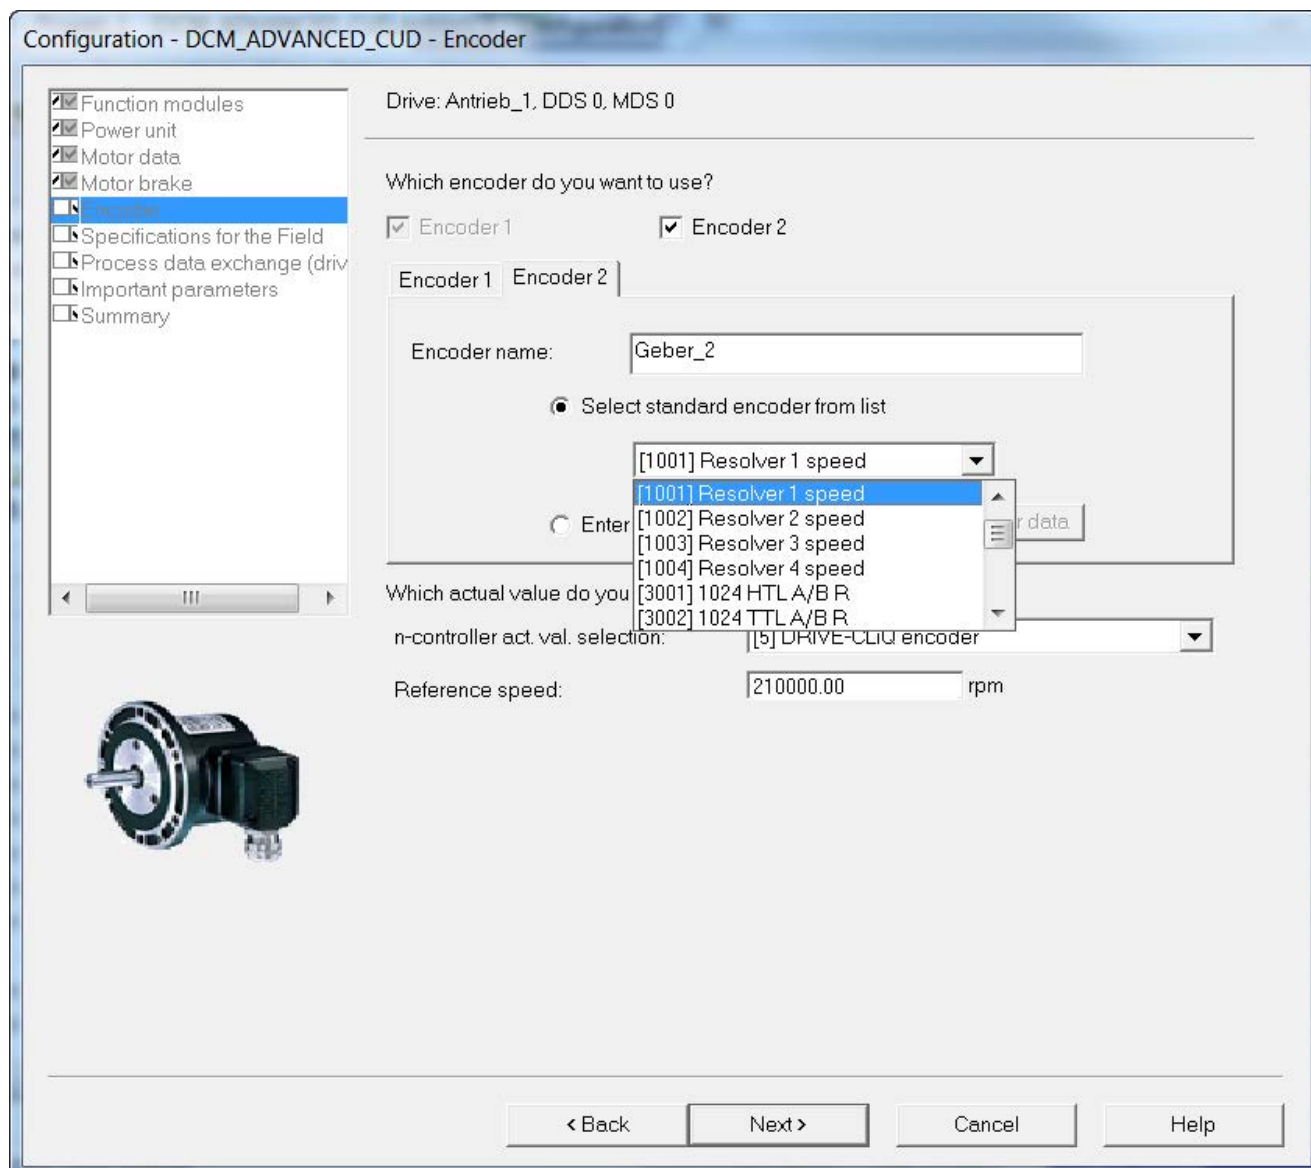 Configuration - DCM_ADVANCED_CUD - Encoder
Function modules
Power unit
Motor data
Motor brake
Encoder
Specifications for the Field
Process data exchange (driv
Important parameters
Summary
Drive: Antrieb_1, DDS 0, MDS 0
Which encoder do you want to use?
Encoder 1
Encoder 2
Encoder 1
Encoder 2
Encoder name:
Geber_2
Select standard encoder from list
[1001] Resolver 1 speed
[1001] Resolver 1 speed
[1002] Resolver 2 speed
[1003] Resolver 3 speed
[1004] Resolver 4 speed
[3001] 1024 HTL A/B R
[3002] 1024 TTL A/B R
Enter
r data
Which actual value do you
n-controller act. val. selection:
[5] DRIVE-CLiQ encoder
Reference speed:
210000.00
rpm
< Back
Next >
Cancel
Help